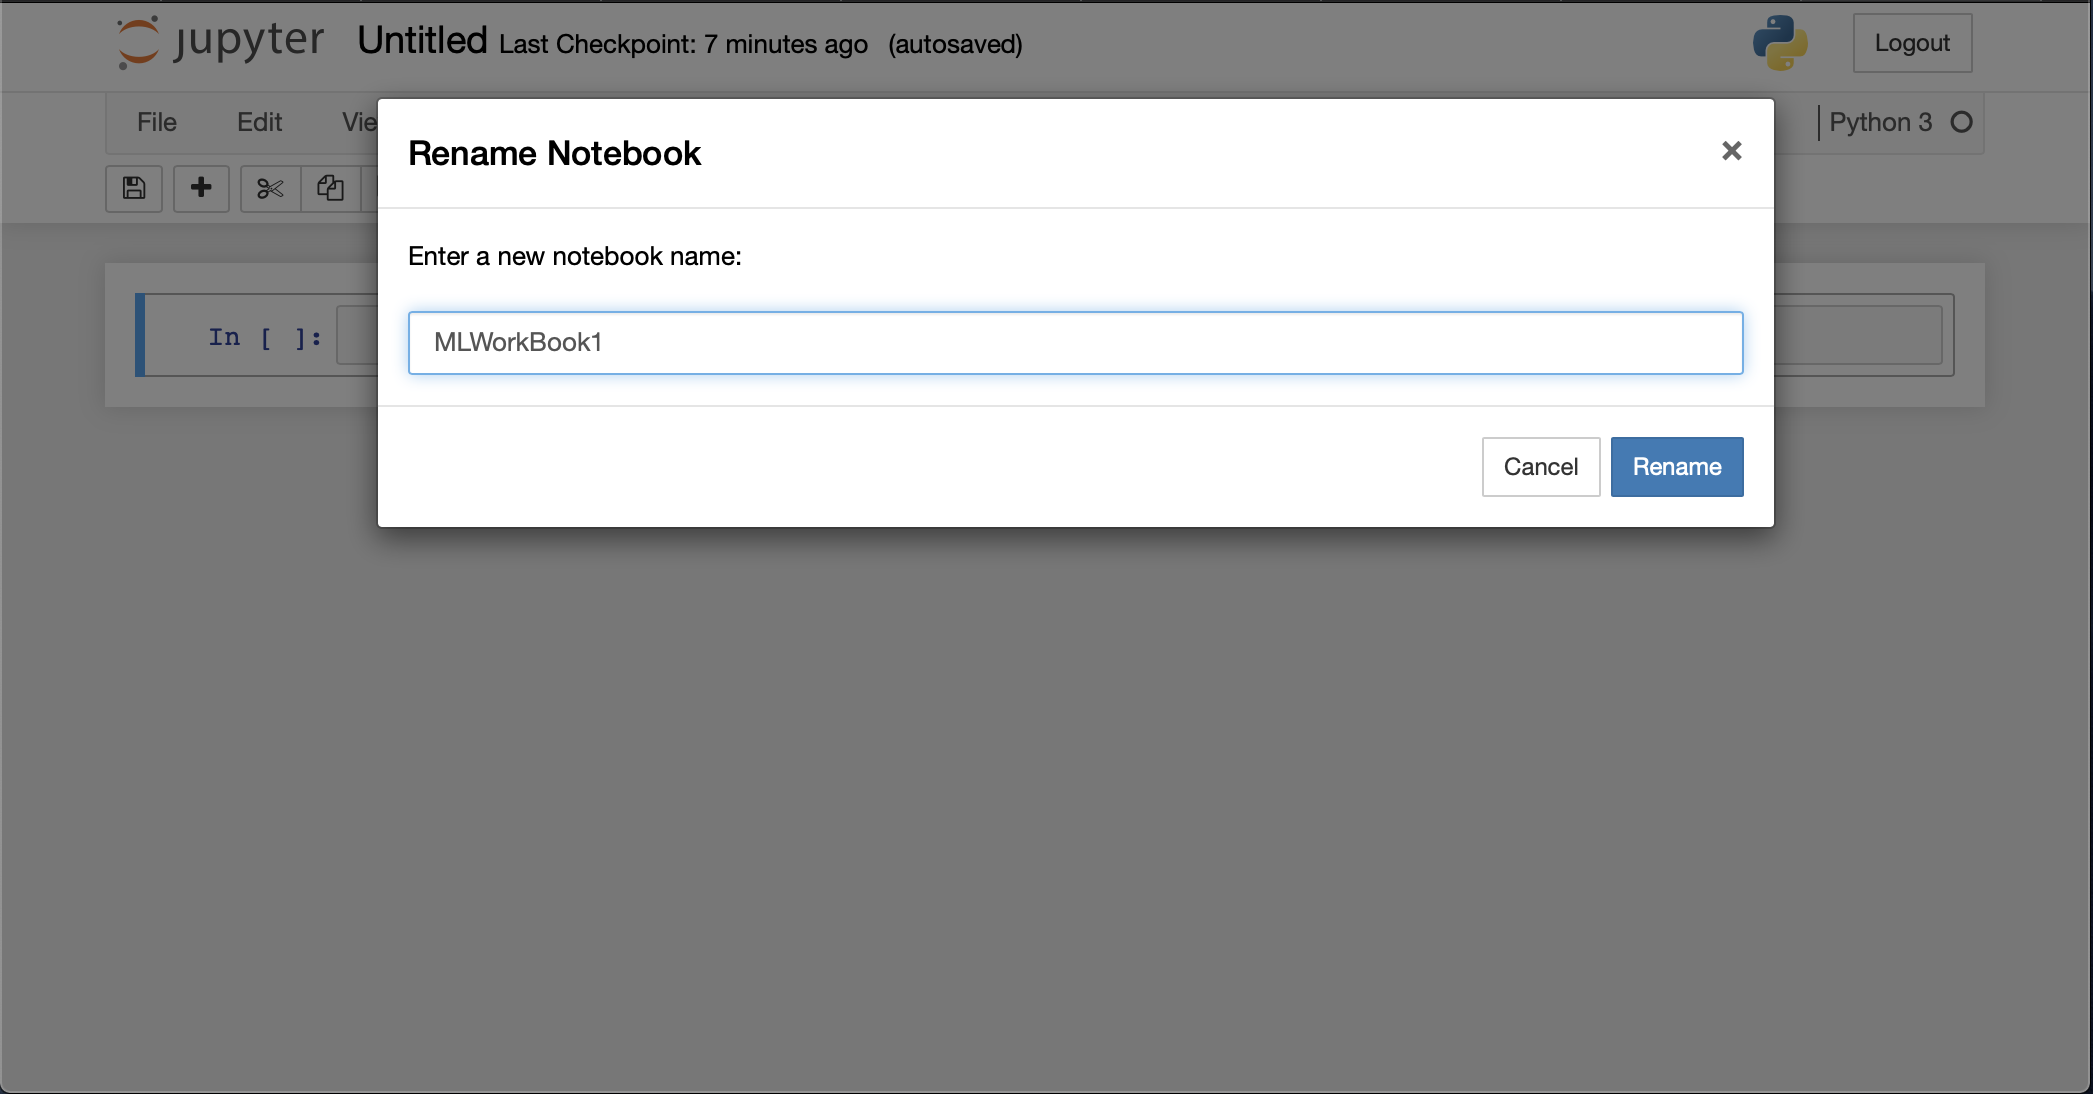 jupyter Untitled Last Checkpoint: 7 minutes ago (autosaved)
Logout
File Edit Vie
Python 3
Rename Notebook
Enter a new notebook name:
In [ ]:
MLWorkBook1
Cancel Rename